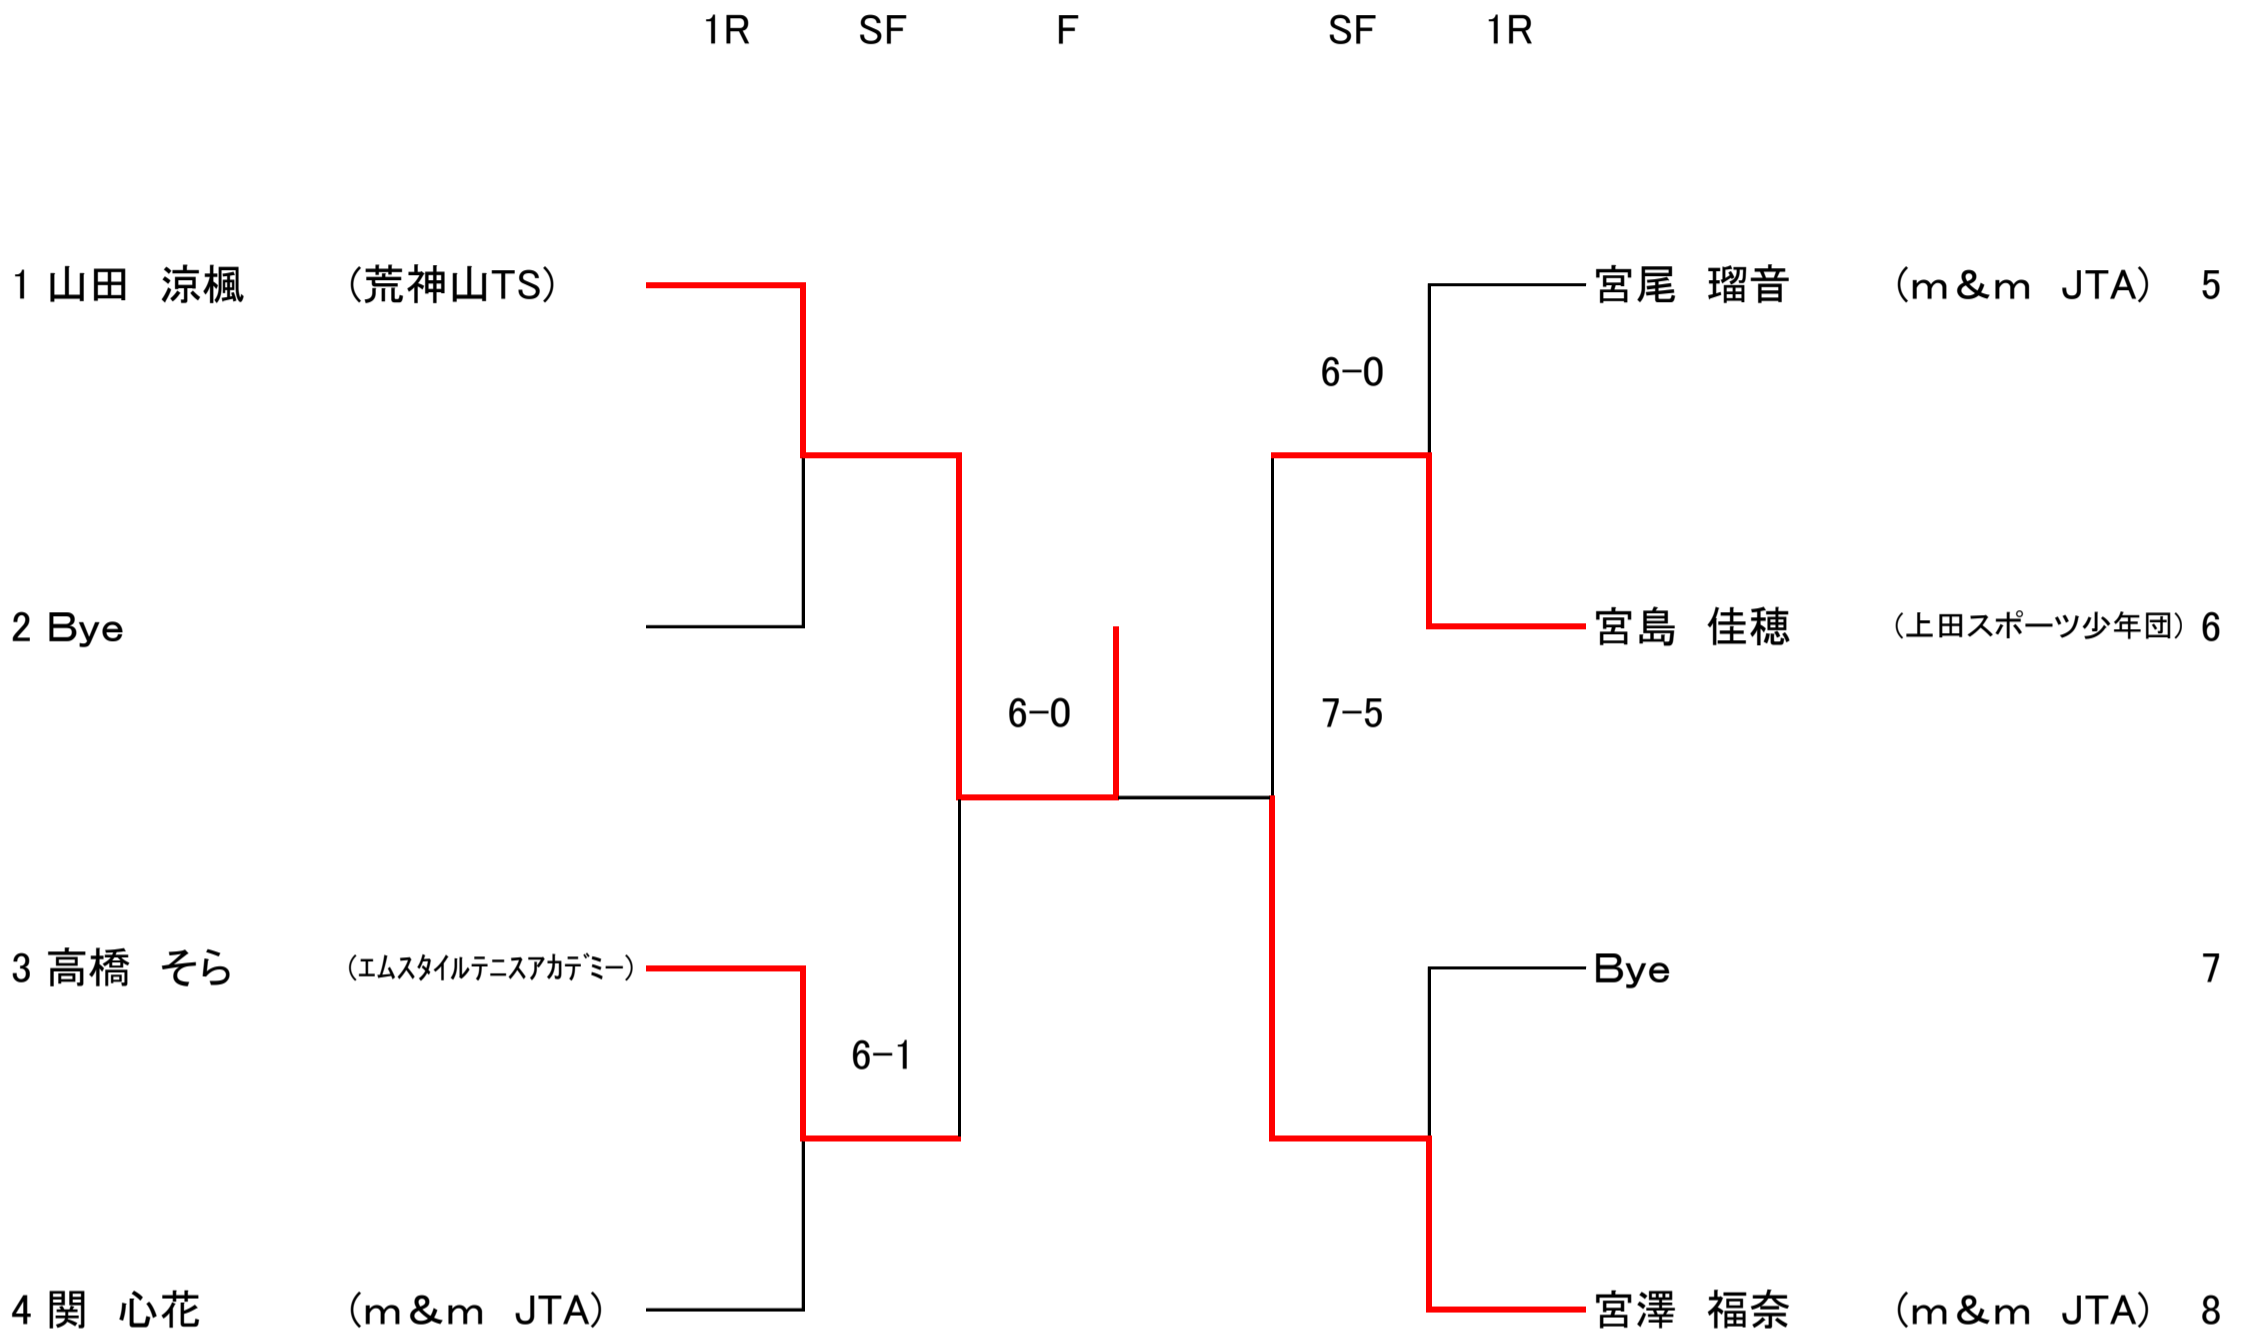 1R SF F SF 1R
1 山田 涼楓 (荒神山TS) 宮尾 瑠音 (m&m JTA) 5
6-0
2 Bye 宮島 佳穂 (上田スポーツ少年団) 6
6-0 7-5
3 高橋 そら (エムスタイルテニスアカデミー) Bye 7
6-1
4 関 心花 (m&m JTA) 宮澤 福奈 (m&m JTA) 8